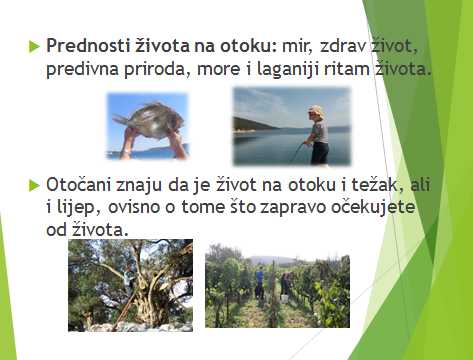 Prednosti života na otoku: mir, zdrav život,
predivna priroda, more i laganiji ritam života.
Otočani znaju da je život na otoku i težak, ali
i lijep, ovisno o tome što zapravo očekujete
od života.